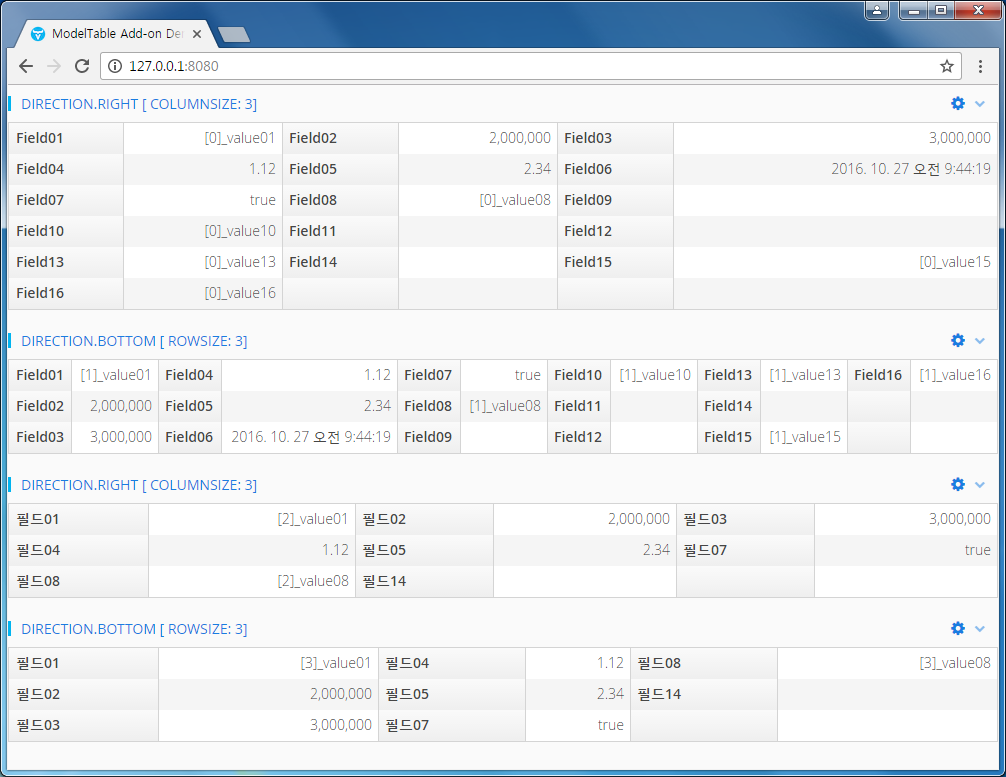 ModelTable Add-on De
127.0.0.1:8080
DIRECTION.RIGHT [ COLUMNSIZE: 3]
Field01 [0]_value01 Field02 2,000,000 Field03 3,000,000
Field04 1.12 Field05 2.34 Field06 2016. 10. 27 오전 9:44:19
Field07 true Field08 [0]_value08 Field09
Field10 [0]_value10 Field11 Field12
Field13 [0]_value13 Field14 Field15 [0]_value15
Field16 [0]_value16
DIRECTION.BOTTOM [ ROWSIZE: 3]
Field01 [1]_value01 Field04 1.12 Field07 true Field10 [1]_value10 Field13 [1]_value13 Field16 [1]_value16
Field02 2,000,000 Field05 2.34 Field08 [1]_value08 Field11 Field14
Field03 3,000,000 Field06 2016. 10. 27 오전 9:44:19 Field09 Field12 Field15 [1]_value15
DIRECTION.RIGHT [ COLUMNSIZE: 3]
필드01 [2]_value01 필드02 2,000,000 필드03 3,000,000
필드04 1.12 필드05 2.34 필드07 true
필드08 [2]_value08 필드14
DIRECTION.BOTTOM [ ROWSIZE: 3]
필드01 [3]_value01 필드04 1.12 필드08 [3]_value08
필드02 2,000,000 필드05 2.34 필드14
필드03 3,000,000 필드07 true